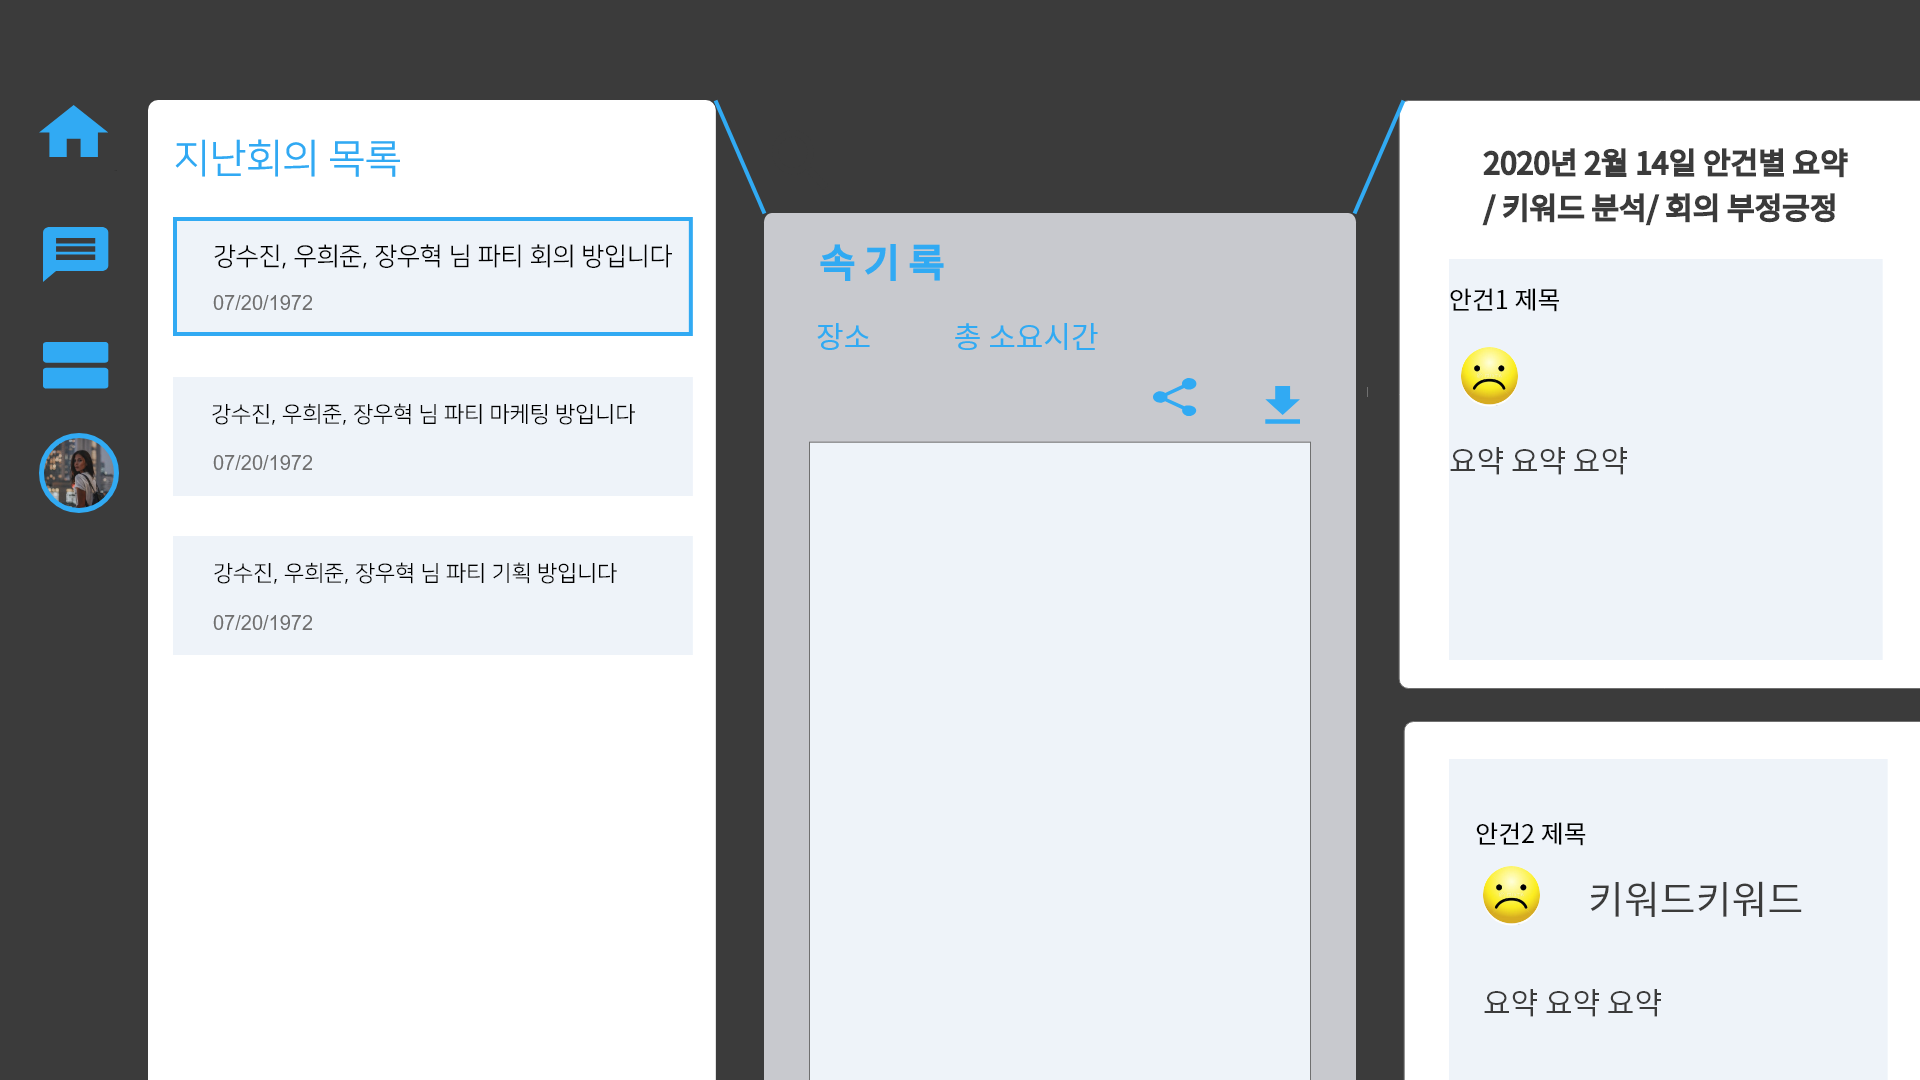 지난회의 목록
강수진, 우희준, 장우혁 님 파티 회의 방입니다
07/20/1972
강수진, 우희준, 장우혁 님 파티 마케팅 방입니다
07/20/1972
강수진, 우희준, 장우혁 님 파티 기획 방입니다
07/20/1972
속 기 록
장소 총 소요시간
2020년 2월 14일 안건별 요약
/ 키워드 분석/ 회의 부정긍정
안건1 제목
요약 요약 요약
안건2 제목
키워드키워드
요약 요약 요약